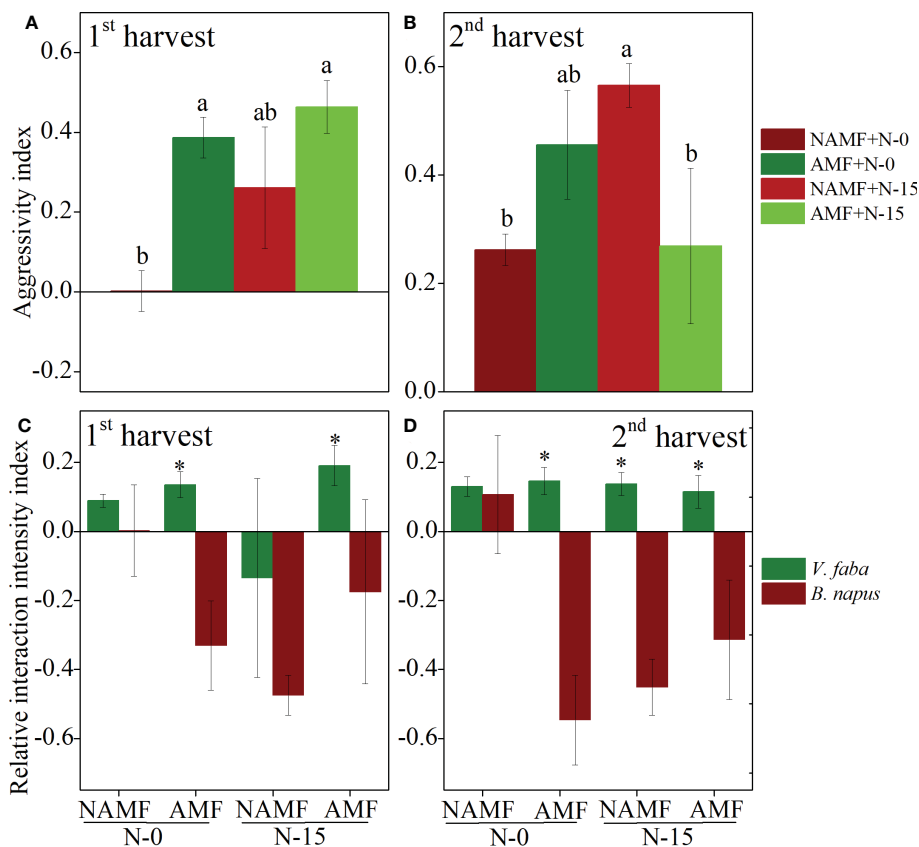 A
1st harvest
Aggressivity index
0.6
0.4
0.2
0.0
-0.2
b
a
ab
a
B
2nd harvest
0.6
0.4
0.2
0.0
b
ab
a
b
NAMF+N-0
AMF+N-0
NAMF+N-15
AMF+N-15
C
1st harvest
Relative interaction intensity index
0.2
0.0
-0.2
-0.4
-0.6
*
*
NAMF AMF NAMF AMF
N-0 N-15
D
2nd harvest
0.2
0.0
-0.2
-0.4
-0.6
*
*
*
NAMF AMF NAMF AMF
N-0 N-15
V. faba
B. napus